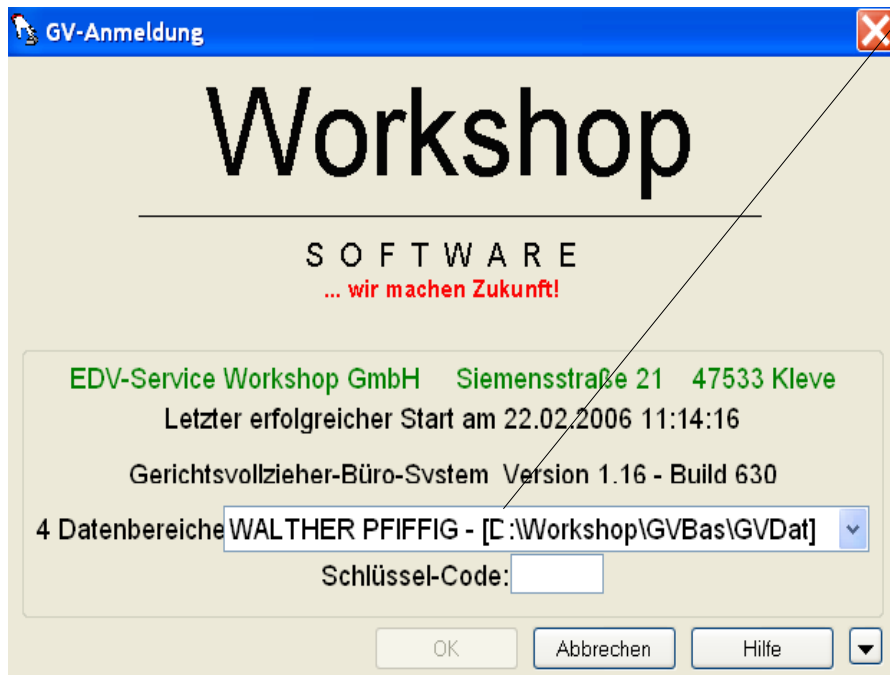 GV-Anmeldung
Workshop
SOFTWARE
... wir machen Zukunft!
EDV-Service Workshop GmbH Siemensstraße 21 47533 Kleve
Letzter erfolgreicher Start am 22.02.2006 11:14:16
Gerichtsvollzieher-Büro-System Version 1.16 - Build 630
4 Datenbereiche WALTHER PFIFFIG - [D:\Workshop\GVBas\GVDat]
Schlüssel-Code:
OK Abbrechen Hilfe